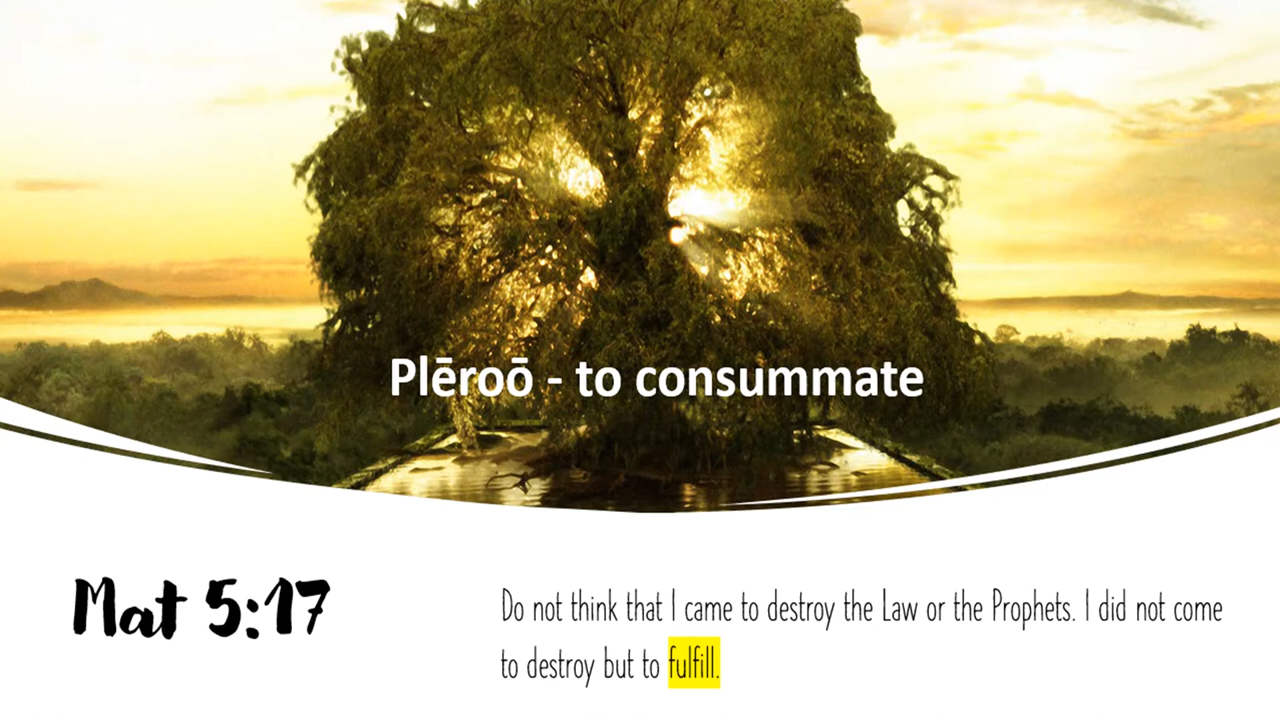 Plēroō - to consummate
Mat 5:17
Do not think that I came to destroy the Law or the Prophets. I did not come
to destroy but to fulfill.